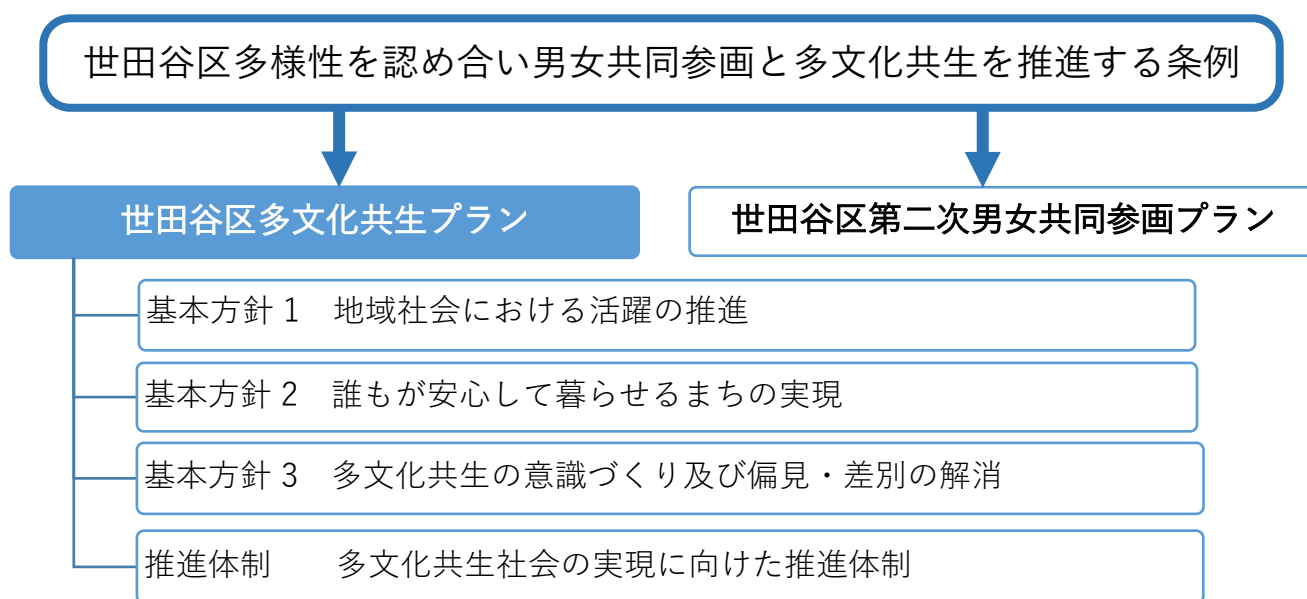 世田谷区多様性を認め合い男女共同参画と多文化共生を推進する条例
世田谷区多文化共生プラン
世田谷区第二次男女共同参画プラン
基本方針 1　地域社会における活躍の推進
基本方針 2　誰もが安心して暮らせるまちの実現
基本方針 3　多文化共生の意識づくり及び偏見・差別の解消
推進体制　　多文化共生社会の実現に向けた推進体制